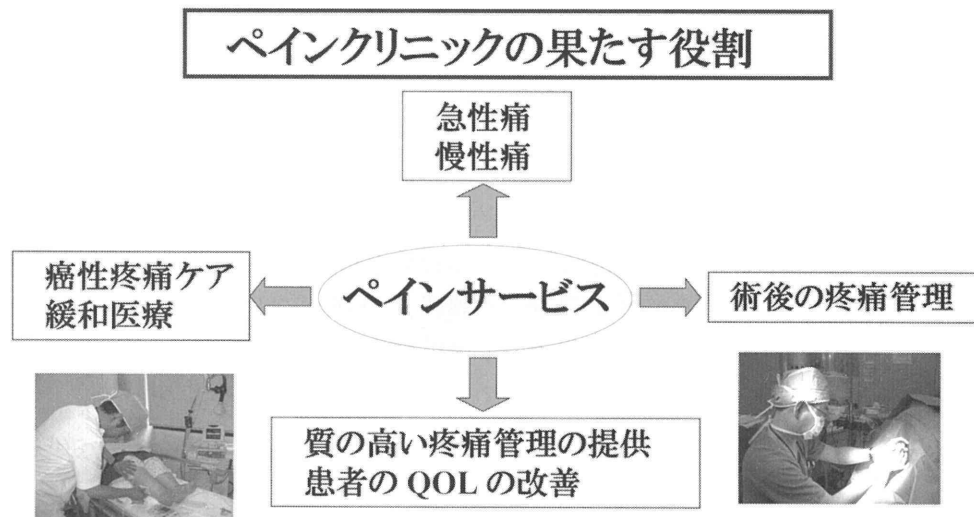 ペインクリニックの果たす役割
急性痛
慢性痛
癌性疼痛ケア
緩和医療
ペインサービス
術後の疼痛管理
質の高い疼痛管理の提供
患者の QOL の改善